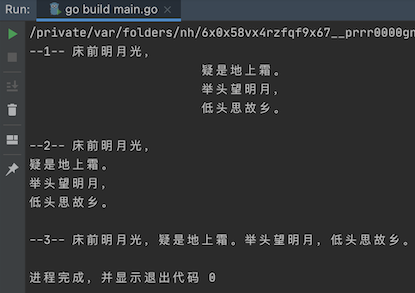 Run: go build main.go ×
/private/var/folders/nh/6x0x58vx4rzfqf9x67__prrr0000gn
--1-- 床前明月光，
疑是地上霜。
举头望明月，
低头思故乡。
--2-- 床前明月光，
疑是地上霜。
举头望明月，
低头思故乡。
--3-- 床前明月光，疑是地上霜。举头望明月，低头思故乡。
进程完成，并显示退出代码 0